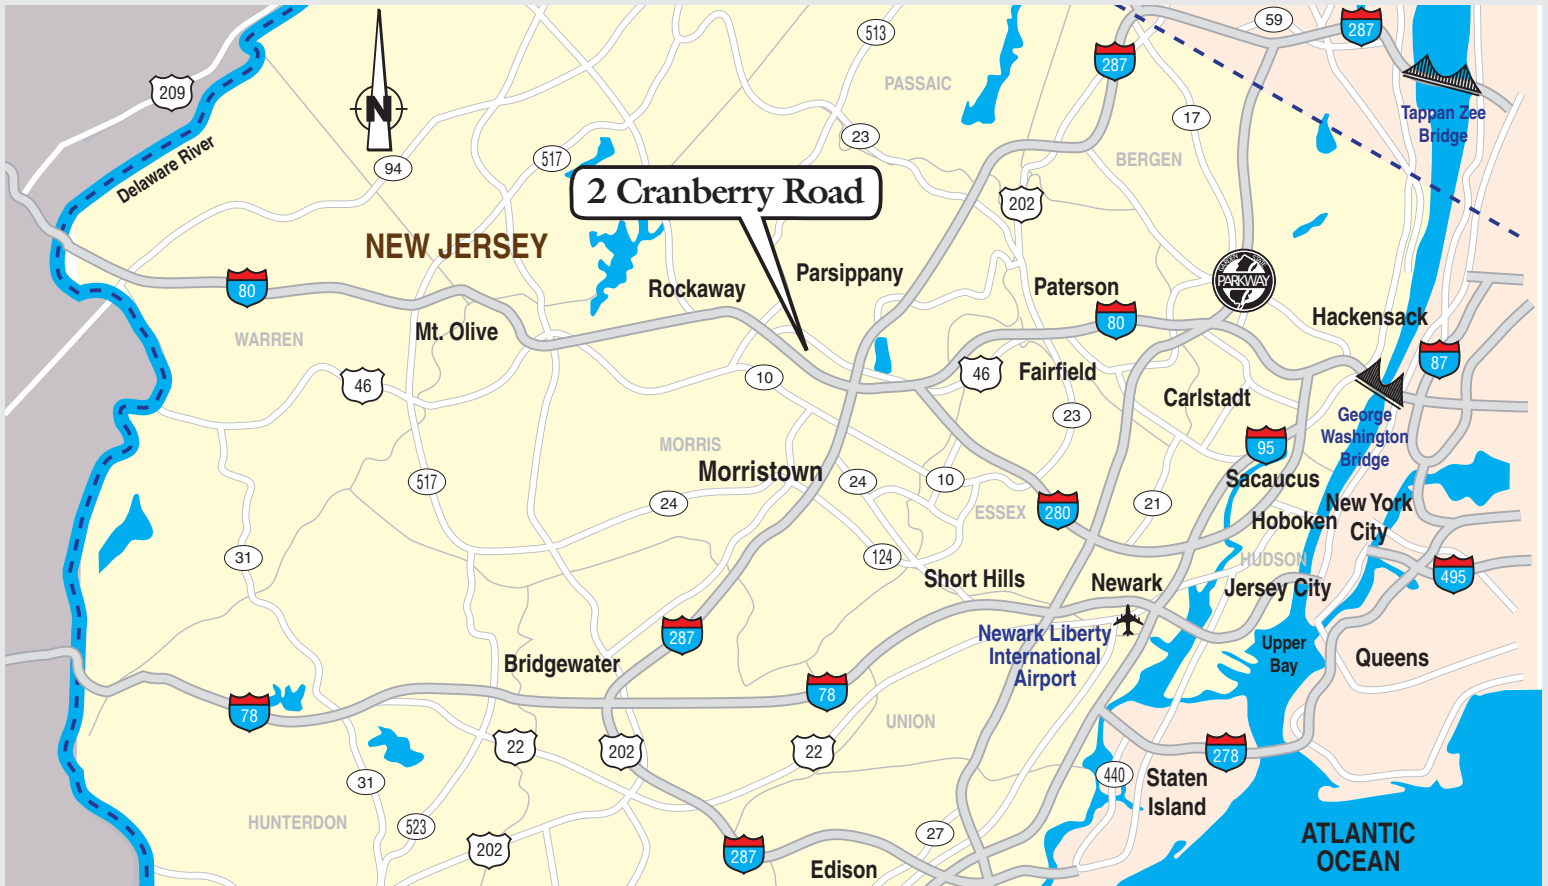 59
287
513
287
209
PASSAIC
Tappan Zee
Bridge
N
17
23
BERGEN
94
517
Delaware River
2 Cranberry Road
202
NEW JERSEY
Parsippany
PARKWAY
80
Rockaway
Paterson
80
Hackensack
WARREN
Mt. Olive
87
46
10
46
Fairfield
Carlstadt
23
George
Washington
Bridge
MORRIS
95
Morristown
517
24
10
Sacaucus
24
280
ESSEX
21
New York
City
Hoboken
31
124
HUDSON
495
Short Hills
Newark
Jersey City
287
Newark Liberty
International
Airport
Upper
Bay
Queens
Bridgewater
78
78
UNION
22
202
22
278
31
440
Staten
Island
HUNTERDON
523
27
ATLANTIC
OCEAN
202
287
Edison